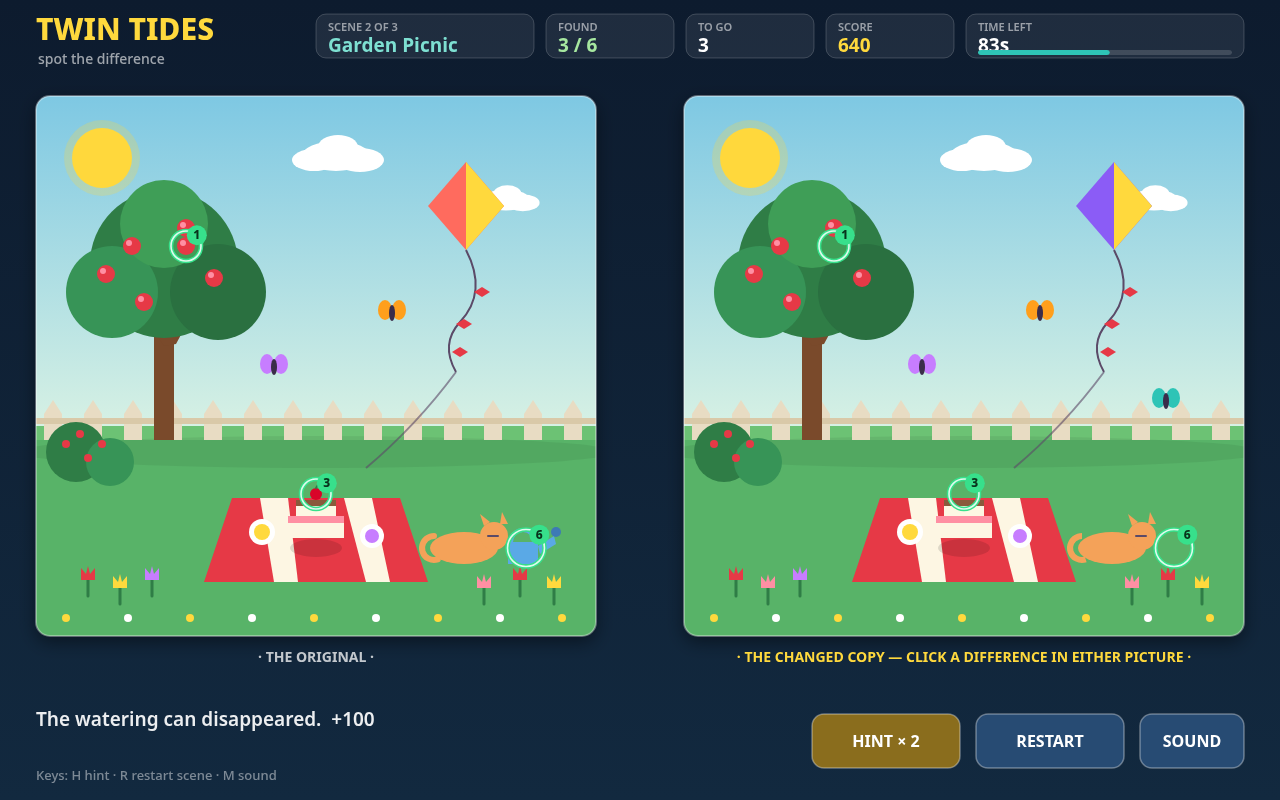 TWIN TIDES
spot the difference
SCENE 2 OF 3
Garden Picnic
FOUND
3 / 6
TO GO
3
SCORE
640
TIME LEFT
83s
1
3
6
1
3
6
· THE ORIGINAL ·
· THE CHANGED COPY — CLICK A DIFFERENCE IN EITHER PICTURE ·
The watering can disappeared. +100
HINT × 2
RESTART
SOUND
Keys: H hint · R restart scene · M sound